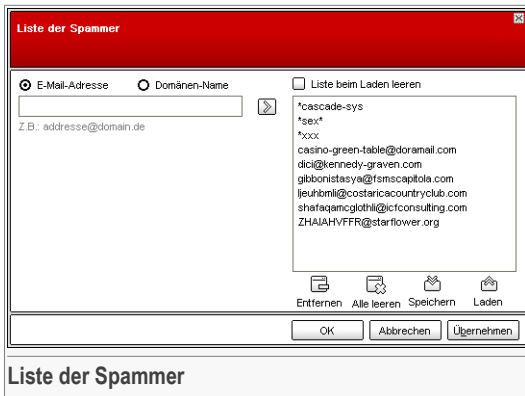 Liste der Spammer
E-Mail-Adresse
Domänen-Name
Z.B.: addresse@domain.de
Liste beim Laden leeren
*cascade-sys
*sex*
*xxx
casino-green-table@doramail.com
dici@kennedy-graven.com
gibbonistasya@fsmscapitola.com
ljeuhbmli@costaricacountryclub.com
shafaqamcglothli@icfconsulting.com
ZHAIAHVFFR@starflower.org
Entfernen Alle leeren Speichern Laden
OK Abbrechen Übernehmen
Liste der Spammer